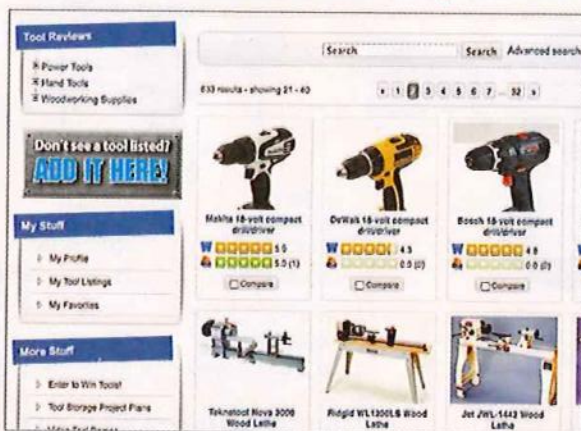 Tool Reviews
Power Tools
Hand Tools
Woodworking Supplies
Don't see a tool listed?
ADD IT HERE!
My Stuff
My Profile
My Tool Listings
My Favorites
More Stuff
Enter to Win Tools!
Tool Storage Project Plans
Search Search Advanced search
633 results - showing 21 - 40
« 1 2 3 4 5 6 7 ... 32 »
Makita 18-volt compact
drill/driver
W 5.0
5.0 (1)
Compare
DeWalt 18-volt compact
drill/driver
W 4.3
0.0 (0)
Compare
Bosch 18-volt compact
drill/driver
W 4.8
0.0 (0)
Compare
Teknatool Nova 3000
Wood Lathe
Ridgid WL1200LS Wood
Lathe
Jet JWL-1442 Wood
Lathe